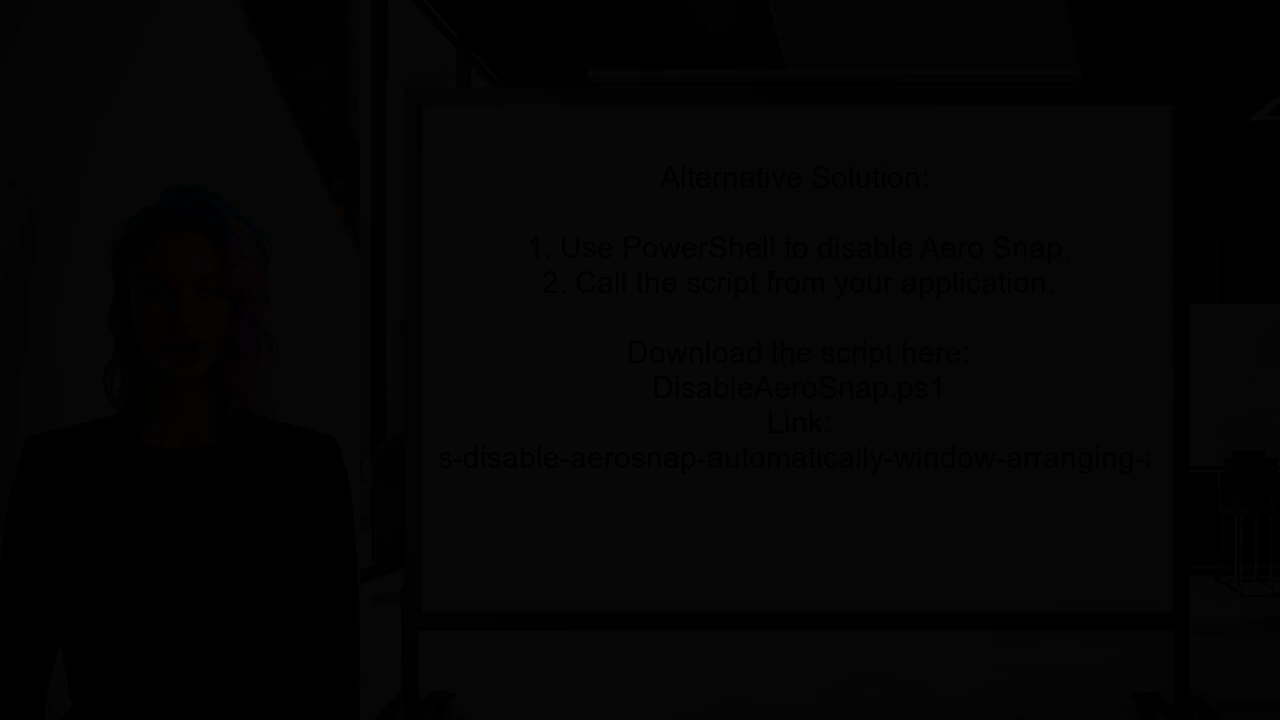 Alternative Solution:
1. Use PowerShell to disable Aero Snap.
2. Call the script from your application.
Download the script here:
DisableAeroSnap.ps1
Link:
s-disable-aerosnap-automatically-window-arranging-